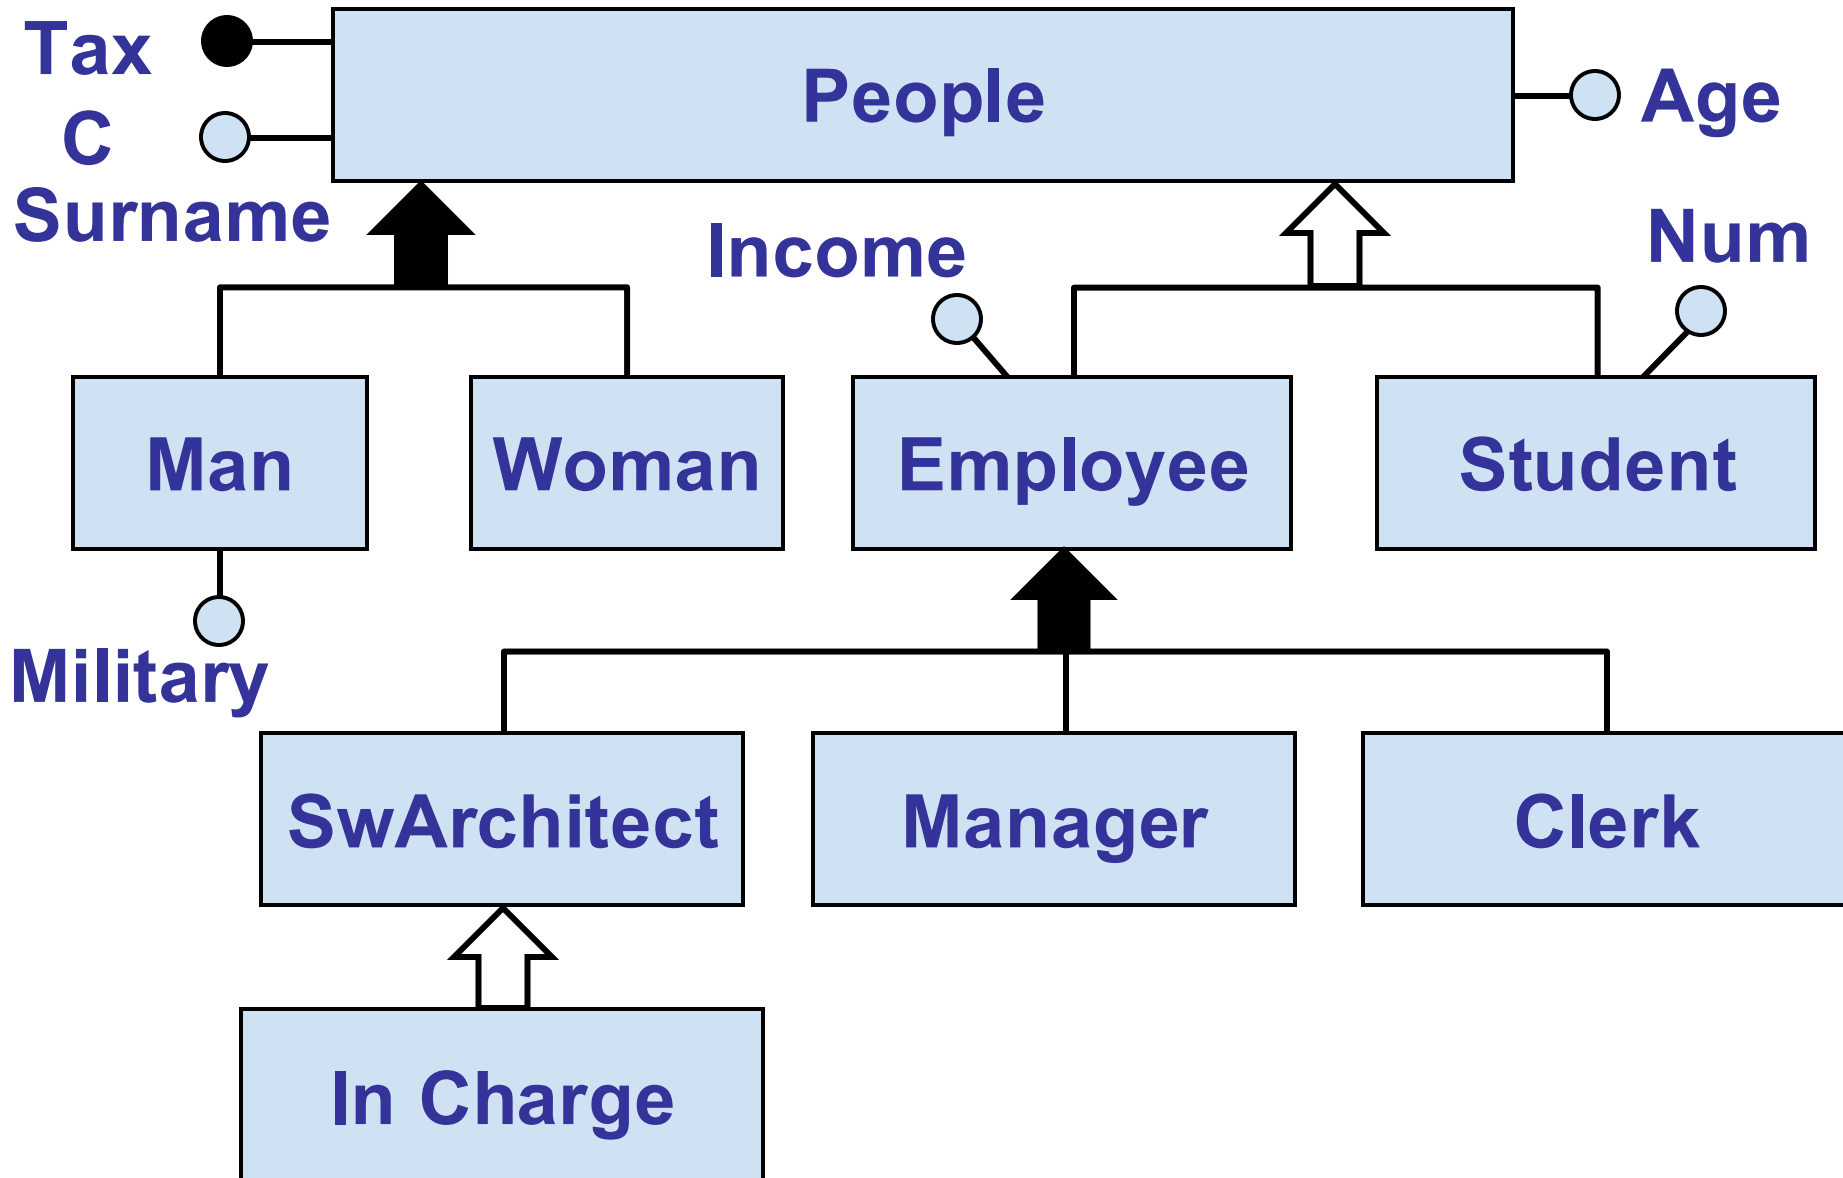 Tax
C
Surname
People
Age
Income
Num
Man
Woman
Employee
Student
Military
SwArchitect
Manager
Clerk
In Charge